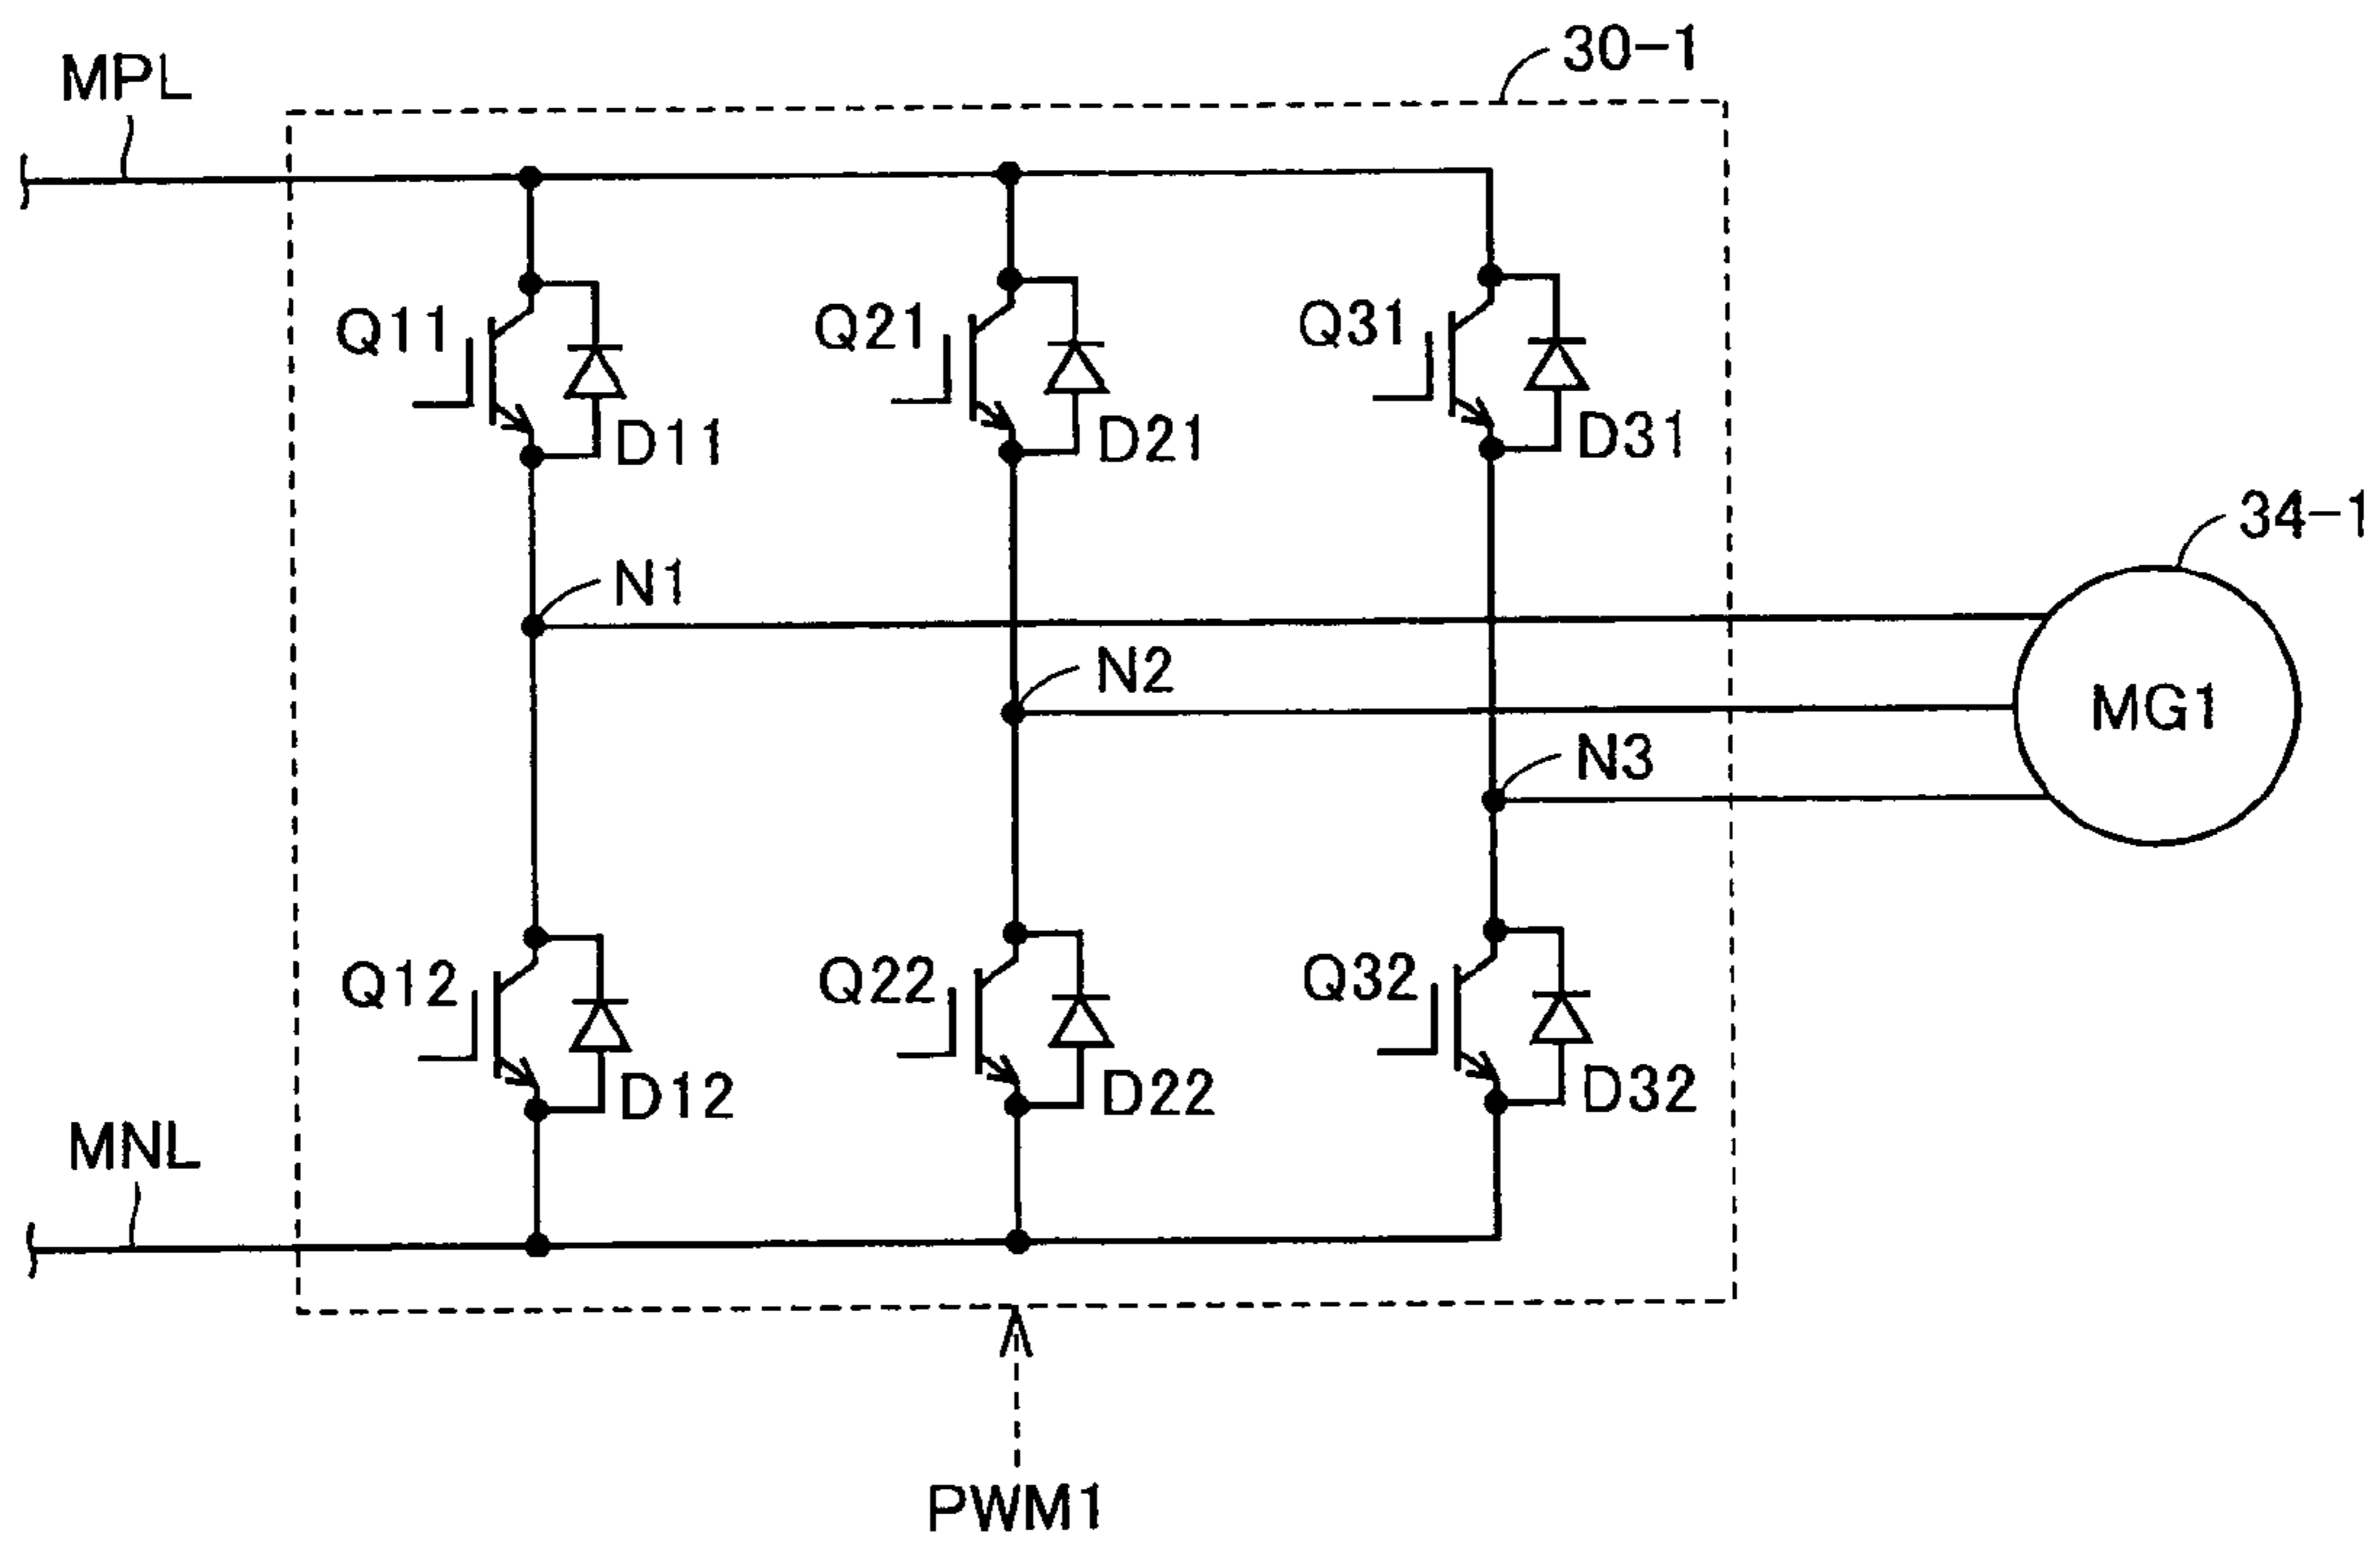 30-1
MPL
Q11
Q21
Q31
D11
D21
D31
34-1
N1
N2
MG1
N3
Q12
Q22
Q32
D12
D22
D32
MNL
PWM1